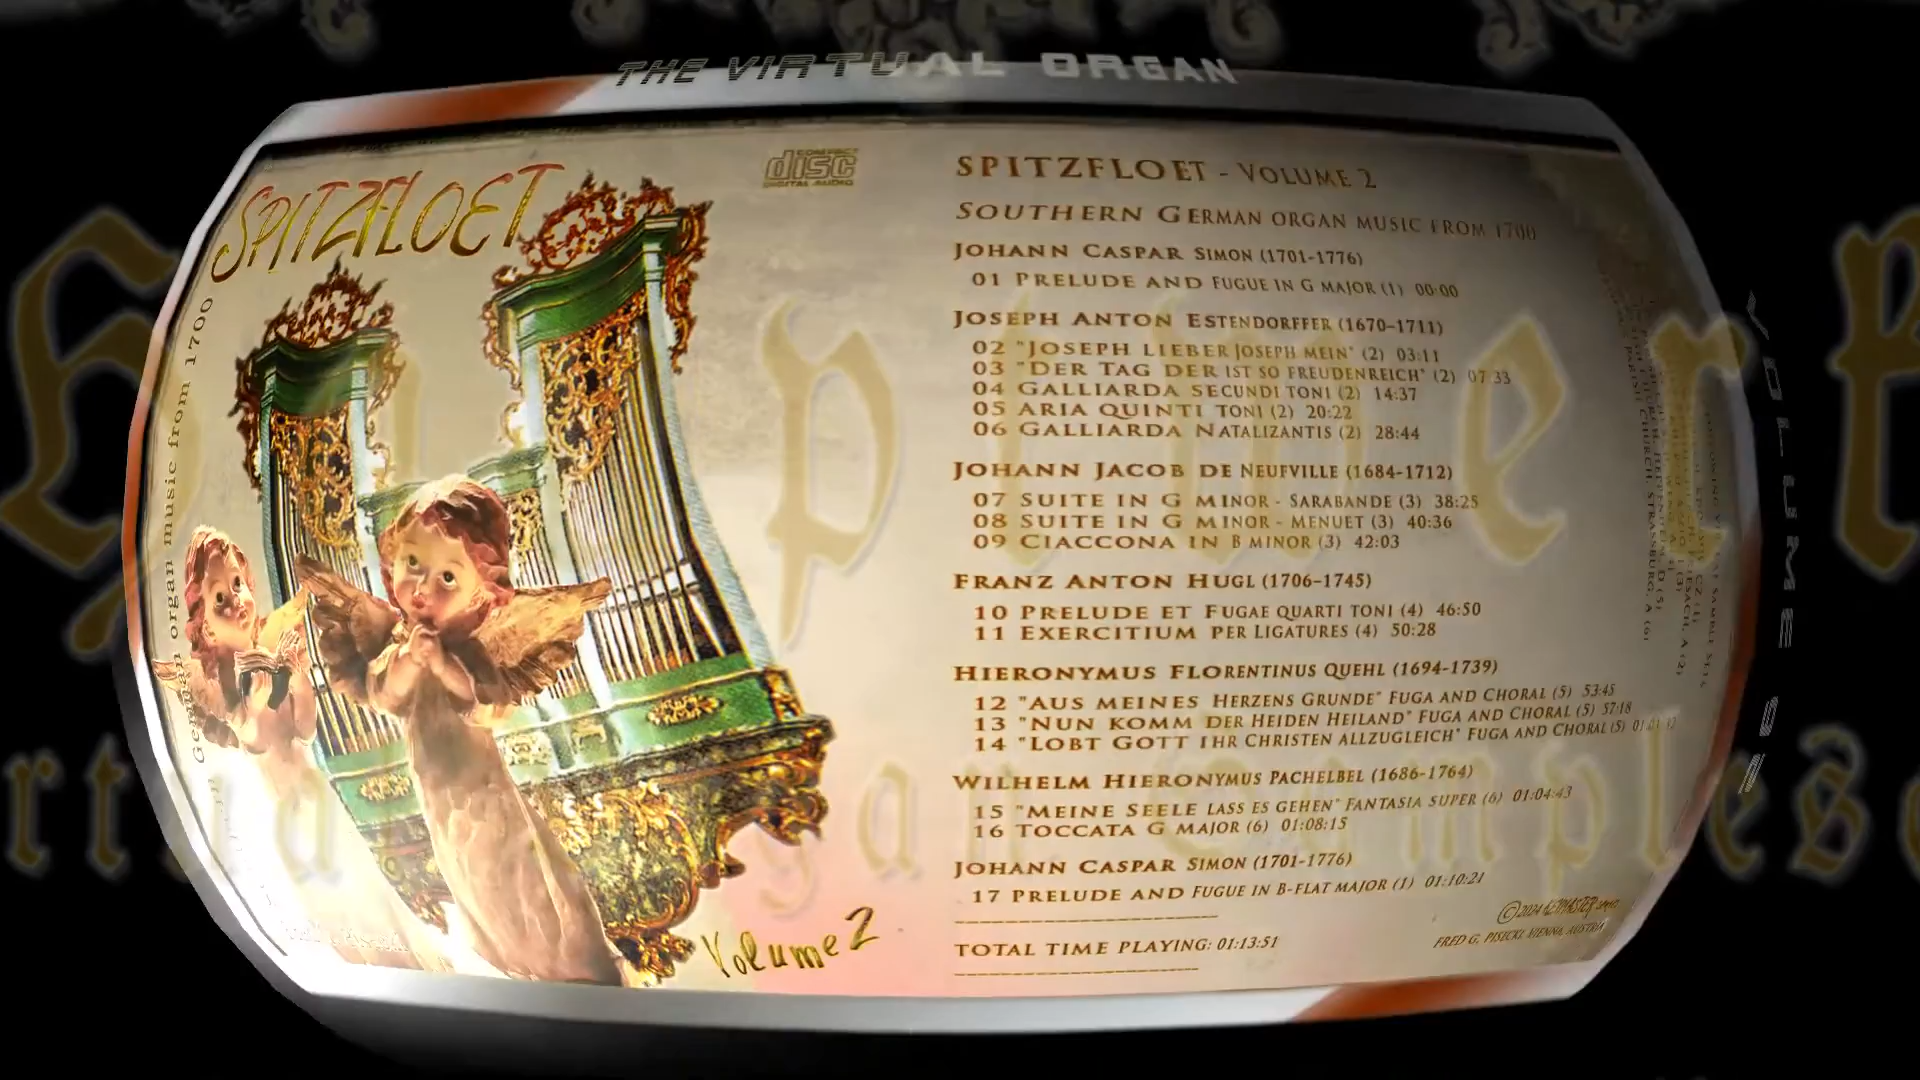 THE VIRTUAL ORGAN
SPITZFLOET
German organ music from 1700
COMPACT
disc
DIGITAL AUDIO
Volume 2
SPITZFLOET - VOLUME 2
SOUTHERN GERMAN ORGAN MUSIC FROM 1700
JOHANN CASPAR SIMON (1701-1776)
01 PRELUDE AND FUGUE IN G MAJOR (1) 00:00
JOSEPH ANTON ESTENDORFFER (1670-1711)
02 "JOSEPH LIEBER JOSEPH MEIN" (2) 03:11
03 "DER TAG DER IST SO FREUDENREICH" (2) 07:33
04 GALLIARDA SECUNDI TONI (2) 14:37
05 ARIA QUINTI TONI (2) 20:22
06 GALLIARDA NATALIZANTIS (2) 28:44
JOHANN JACOB DE NEUFVILLE (1684-1712)
07 SUITE IN G MINOR - SARABANDE (3) 38:25
08 SUITE IN G MINOR - MENUET (3) 40:36
09 CIACCONA IN B MINOR (3) 42:03
FRANZ ANTON HUGL (1706-1745)
10 PRELUDE ET FUGAE QUARTI TONI (4) 46:50
11 EXERCITIUM PER LIGATURES (4) 50:28
HIERONYMUS FLORENTINUS QUEHL (1694-1739)
12 "AUS MEINES HERZENS GRUNDE" FUGA AND CHORAL (5) 53:45
13 "NUN KOMM DER HEIDEN HEILAND" FUGA AND CHORAL (5) 57:18
14 "LOBT GOTT IHR CHRISTEN ALLZUGLEICH" FUGA AND CHORAL (5)
WILHELM HIERONYMUS PACHELBEL (1686-1764)
15 "MEINE SEELE LASS ES GEHEN" FANTASIA SUPER (6) 01:04:43
16 TOCCATA G MAJOR (6) 01:08:15
JOHANN CASPAR SIMON (1701-1776)
17 PRELUDE AND FUGUE IN B-FLAT MAJOR (1) 01:10:21
TOTAL TIME PLAYING: 01:13:51
FRED G. PISECKI, VIENNA, AUSTRIA
PARISH CHURCH, STRASSBURG, A (6)
VOLUME 01